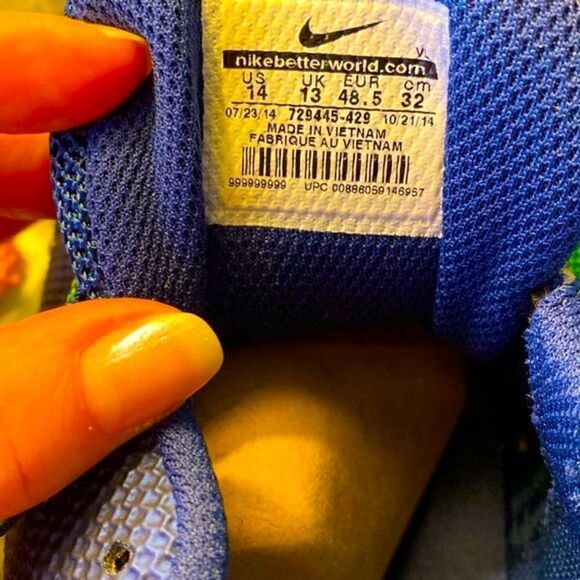 VL
nikebetterworld.com
US UK EUR cm
14 13 48.5 32
07/23/14 729445-429 10/21/14
MADE IN VIETNAM
FABRIQUE AU VIETNAM
999999999 UPC 00886059146957